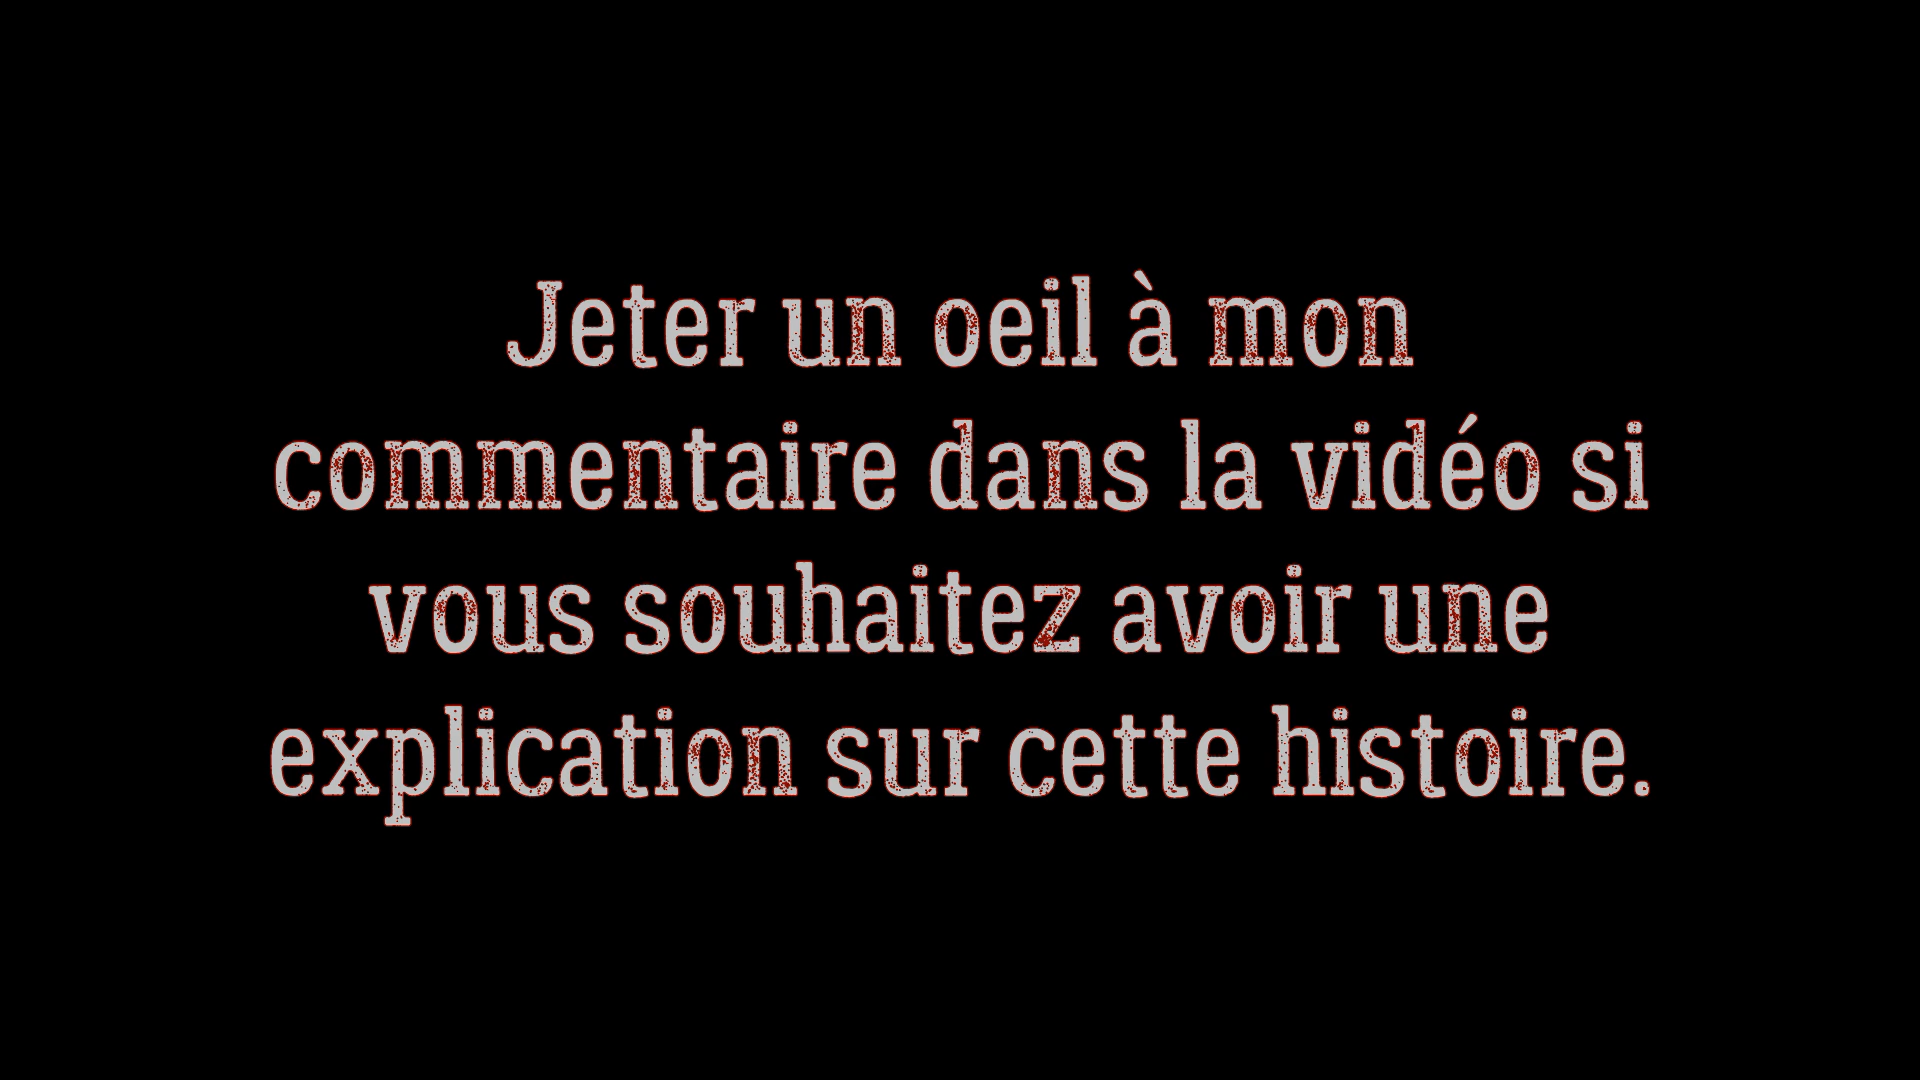 Jeter un oeil à mon
commentaire dans la vidéo si
vous souhaitez avoir une
explication sur cette histoire.